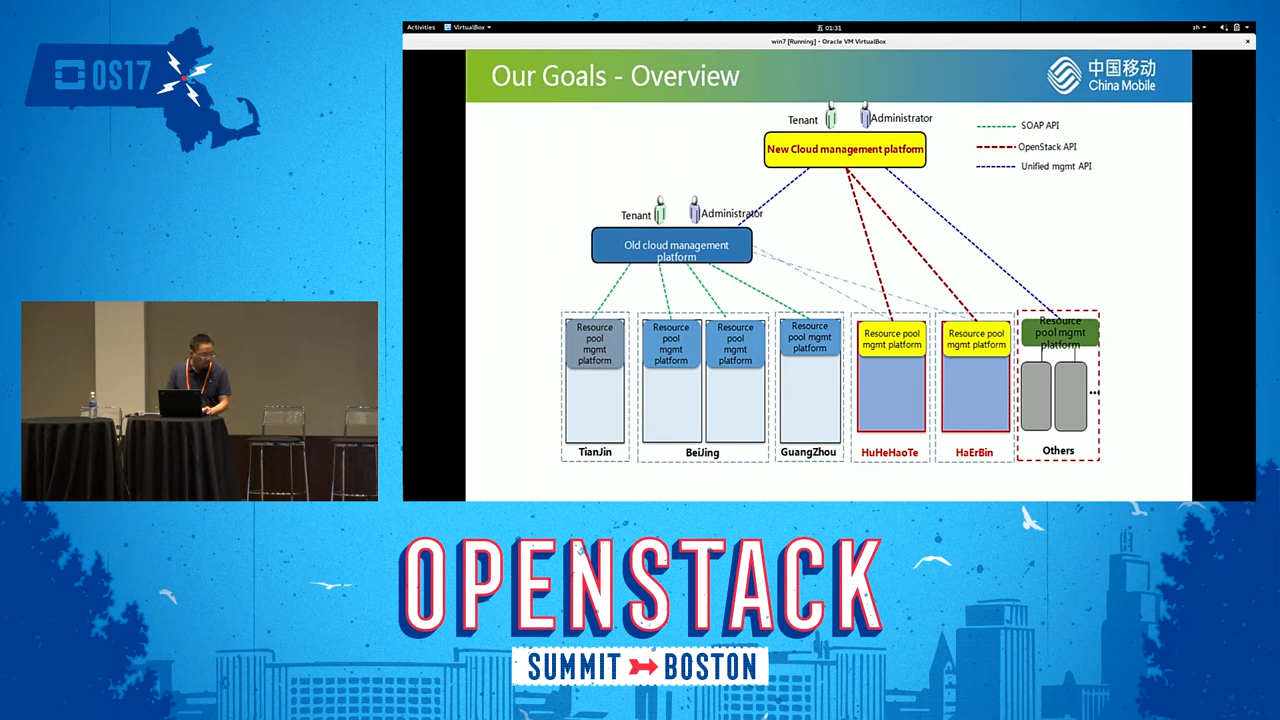 OS17
Activities
VirtualBox
五 01:31
zh
win7 [Running] - Oracle VM VirtualBox
Our Goals - Overview
中国移动
China Mobile
Tenant
Administrator
New Cloud management platform
SOAP API
OpenStack API
Unified mgmt API
Tenant
Administrator
Old cloud management
platform
Resource
pool
mgmt
platform
Resource
pool
mgmt
platform
Resource
pool
mgmt
platform
Resource
pool mgmt
platform
Resource pool
mgmt platform
Resource pool
mgmt platform
Resource
pool mgmt
platform
...
TianJin
BeiJing
GuangZhou
HuHeHaoTe
HaErBin
Others
OPENSTACK
SUMMIT BOSTON